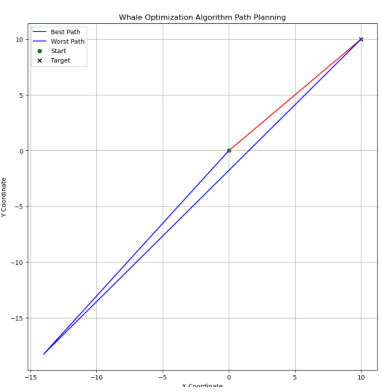 Whale Optimization Algorithm Path Planning
Best Path
Worst Path
Start
Target
10
5
0
−5
−10
−15
Y Coordinate
−15
−10
−5
0
5
10
X Coordinate